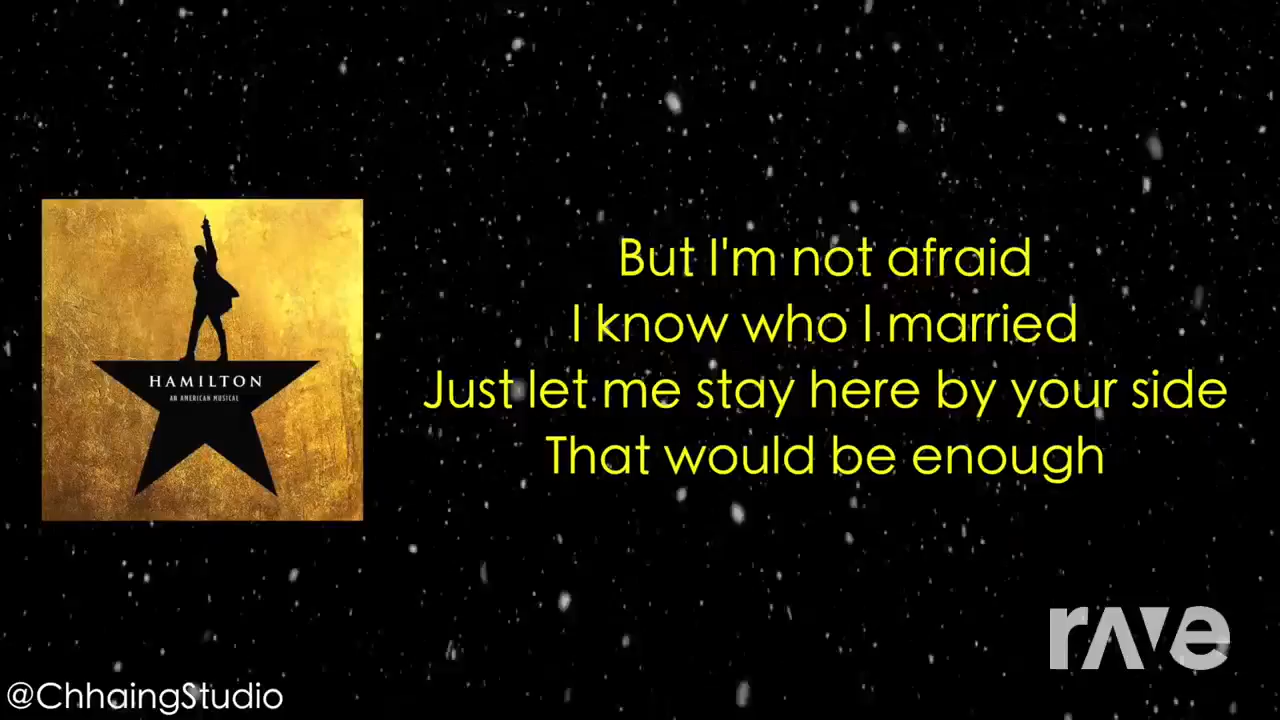 HAMILTON
AN AMERICAN MUSICAL
But I'm not afraid
I know who I married
Just let me stay here by your side
That would be enough
rave
@ChhaingStudio